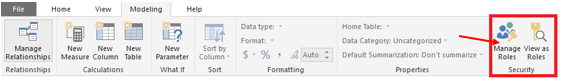 File Home View Modeling Help
Manage Relationships
Relationships
New Measure
New Column
New Table
Calculations
New Parameter
What If
Sort by Column
Sort
Data type:
Format:
$ % , .00 Auto
Formatting
Home Table:
Data Category: Uncategorized
Default Summarization: Don't summarize
Properties
Manage Roles
View as Roles
Security